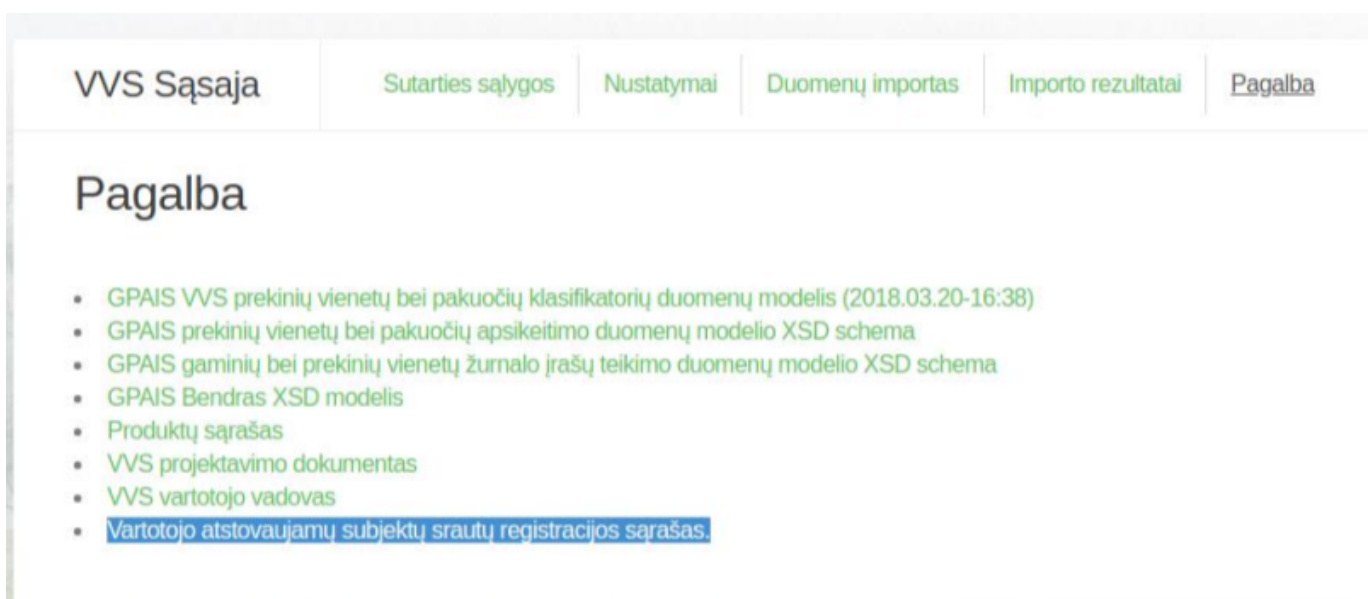 VVS Sąsaja Sutarties sąlygos Nustatymai Duomenų importas Importo rezultatai Pagalba
Pagalba
GPAIS VVS prekinių vienetų bei pakuočių klasifikatorių duomenų modelis (2018.03.20-16:38)
GPAIS prekinių vienetų bei pakuočių apsikeitimo duomenų modelio XSD schema
GPAIS gaminių bei prekinių vienetų žurnalo įrašų teikimo duomenų modelio XSD schema
GPAIS Bendras XSD modelis
Produktų sąrašas
VVS projektavimo dokumentas
VVS vartotojo vadovas
Vartotojo atstovaujamų subjektų srautų registracijos sąrašas.